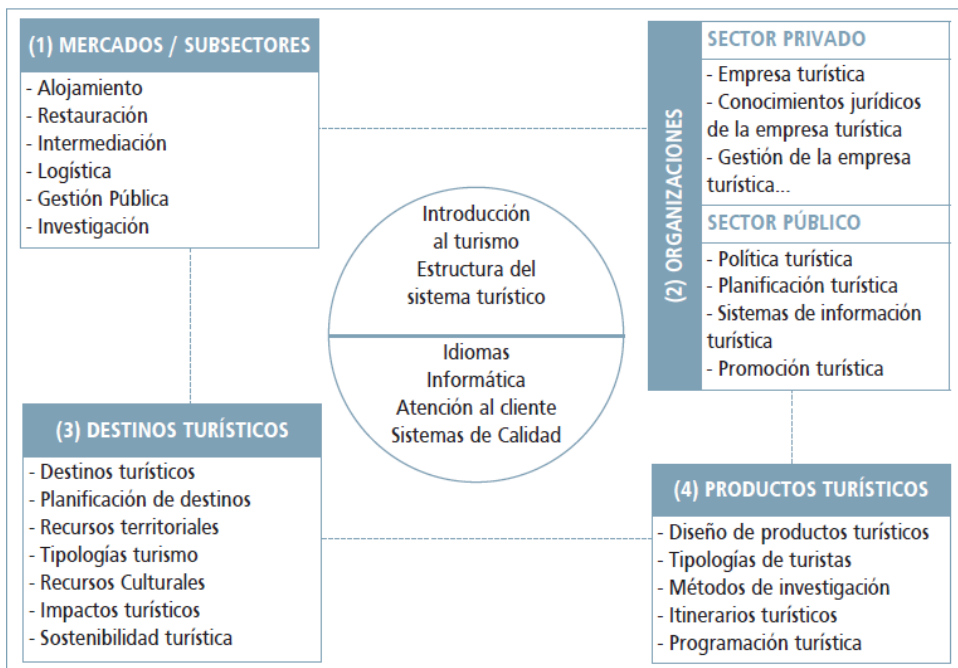 (1) MERCADOS / SUBSECTORES
- Alojamiento
- Restauración
- Intermediación
- Logística
- Gestión Pública
- Investigación
(2) ORGANIZACIONES
SECTOR PRIVADO
- Empresa turística
- Conocimientos jurídicos
de la empresa turística
- Gestión de la empresa
turística...
SECTOR PÚBLICO
- Política turística
- Planificación turística
- Sistemas de información
turística
- Promoción turística
Introducción
al turismo
Estructura del
sistema turístico
Idiomas
Informática
Atención al cliente
Sistemas de Calidad
(3) DESTINOS TURÍSTICOS
- Destinos turísticos
- Planificación de destinos
- Recursos territoriales
- Tipologías turismo
- Recursos Culturales
- Impactos turísticos
- Sostenibilidad turística
(4) PRODUCTOS TURÍSTICOS
- Diseño de productos turísticos
- Tipologías de turistas
- Métodos de investigación
- Itinerarios turísticos
- Programación turística